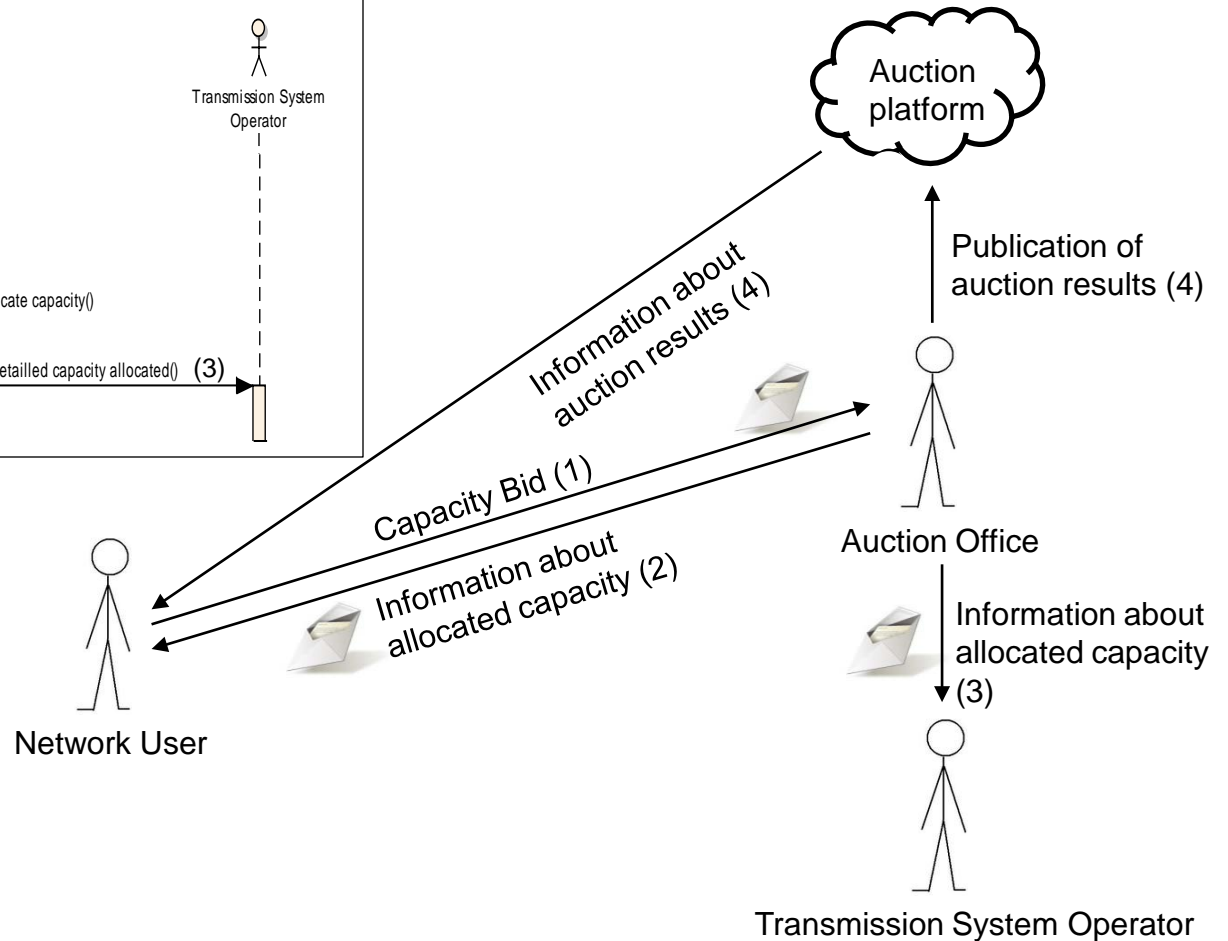 Transmission System
Operator
cate capacity()
etailled capacity allocated() (3)
Auction
platform
Publication of
auction results (4)
Information about
auction results (4)
Capacity Bid (1)
Information about
allocated capacity (2)
Auction Office
Information about
allocated capacity
(3)
Network User
Transmission System Operator